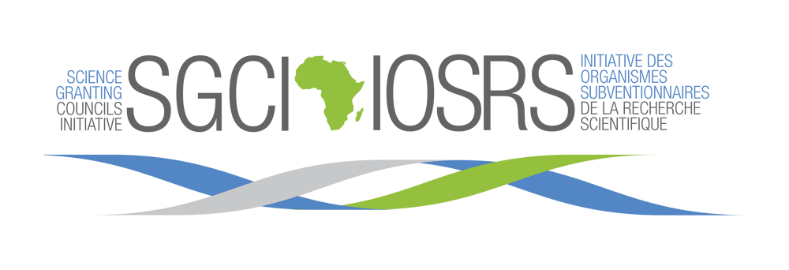 SCIENCE
GRANTING
COUNCILS
INITIATIVE
SGCI
IOSRS
INITIATIVE DES
ORGANISMES
SUBVENTIONNAIRES
DE LA RECHERCHE
SCIENTIFIQUE